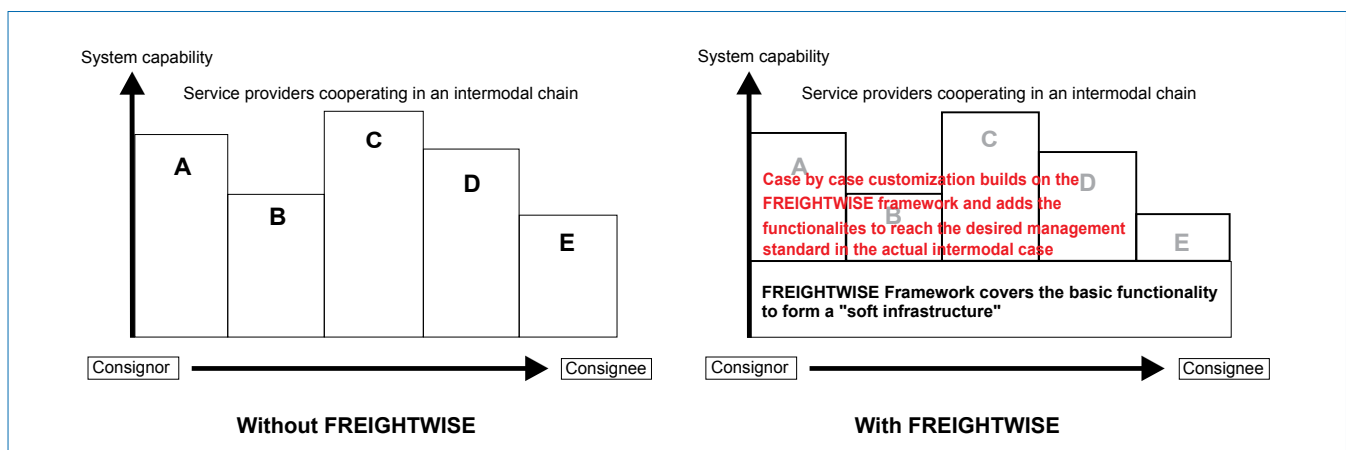 System capability
Service providers cooperating in an intermodal chain
A
B
C
D
E
Consignor
Consignee
Without FREIGHTWISE
System capability
Service providers cooperating in an intermodal chain
A
B
C
D
E
Case by case customization builds on the
FREIGHTWISE framework and adds the
functionalites to reach the desired management
standard in the actual intermodal case
FREIGHTWISE Framework covers the basic functionality
to form a "soft infrastructure"
Consignor
Consignee
With FREIGHTWISE